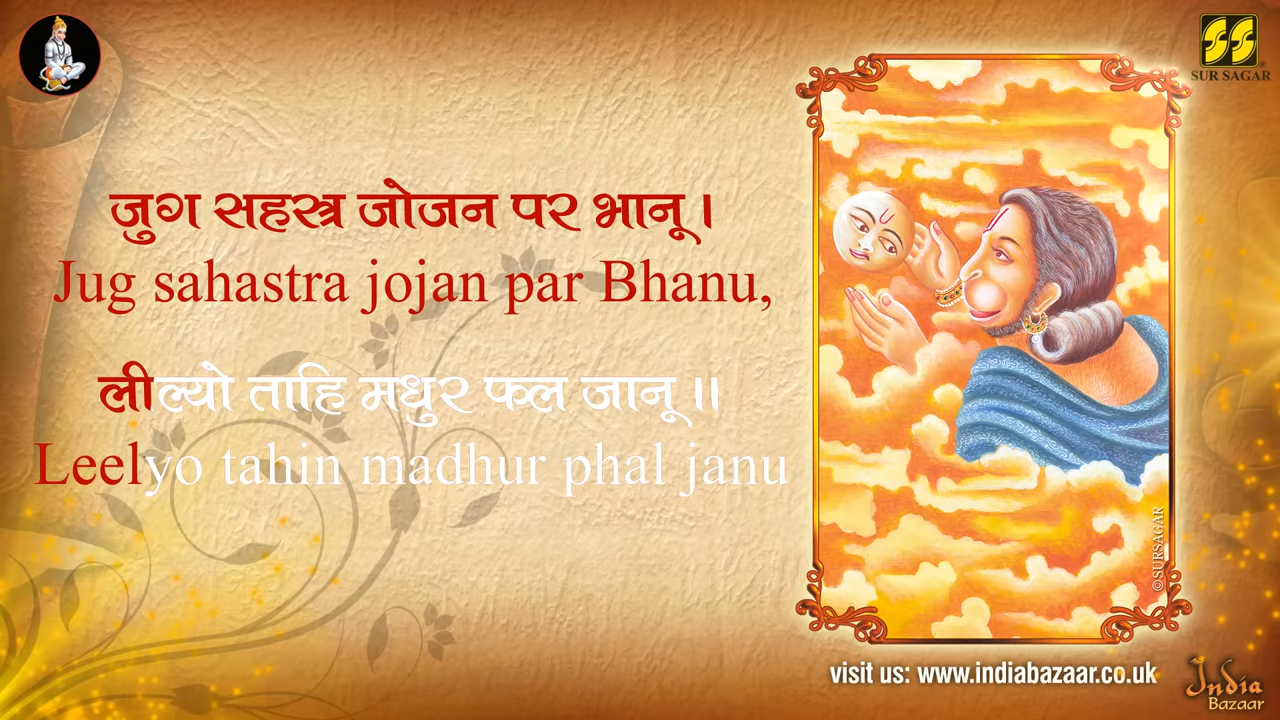 SUR SAGAR
जुग सहस्त्र जोजन पर भानू ।
Jug sahastra jojan par Bhanu,
लील्यो ताहि मधुर फल जानू ॥
Leelyo tahin madhur phal janu
©SURSAGAR
visit us: www.indiabazaar.co.uk
India
Bazaar